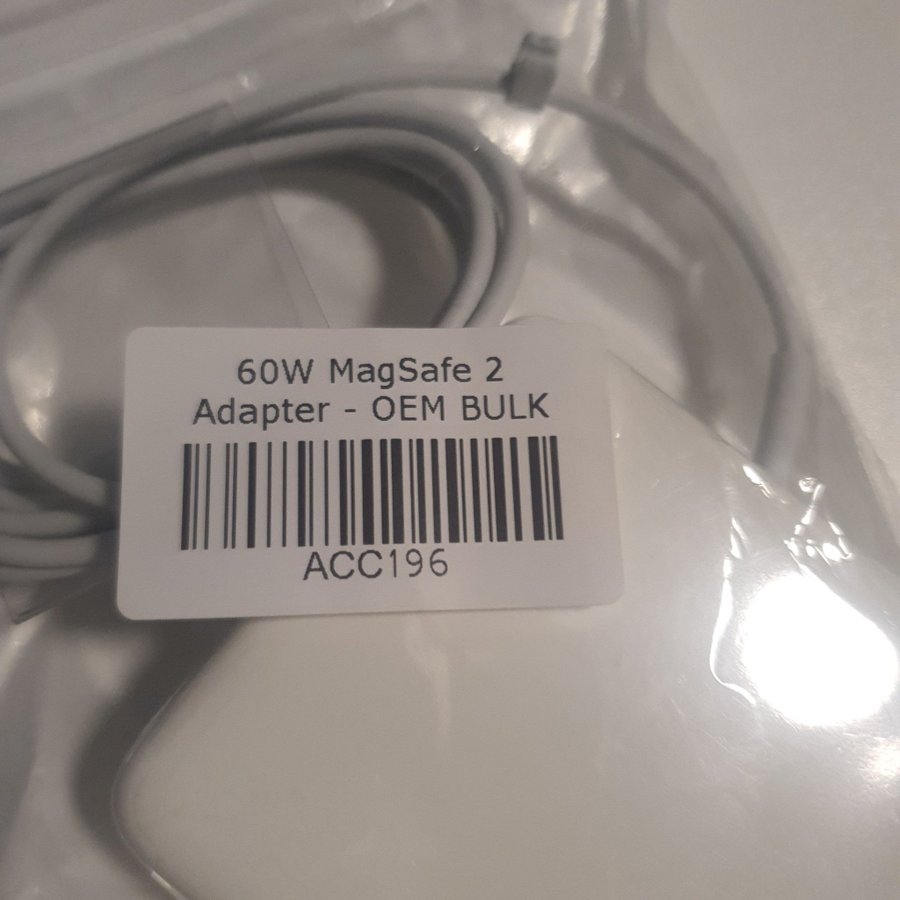 60W MagSafe 2
Adapter - OEM BULK
ACC196